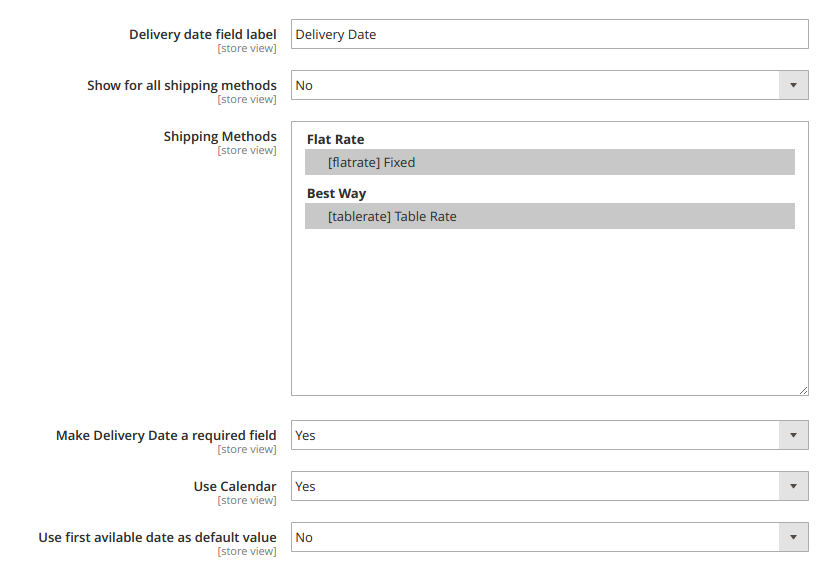 Delivery date field label
[store view]
Delivery Date
Show for all shipping methods
[store view]
No
Shipping Methods
[store view]
Flat Rate
[flatrate] Fixed
Best Way
[tablerate] Table Rate
Make Delivery Date a required field
[store view]
Yes
Use Calendar
[store view]
Yes
Use first avilable date as default value
[store view]
No